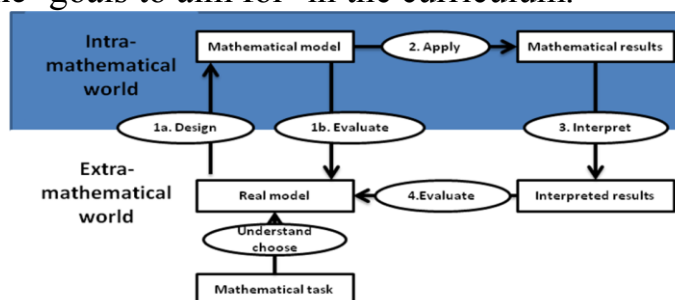 he "goals to aim for" in the curriculum.
Intra-
mathematical
world
Mathematical model
2. Apply
Mathematical results
1a. Design
1b. Evaluate
3. Interpret
Extra-
mathematical
world
Real model
4.Evaluate
Interpreted results
Understand
choose
Mathematical task